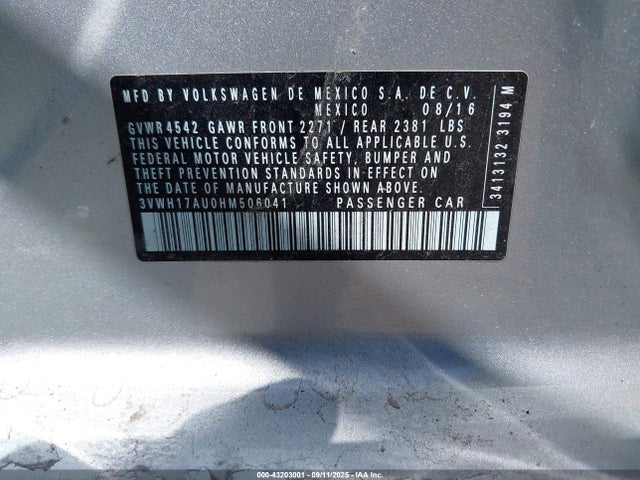 MFD BY VOLKSWAGEN DE MEXICO S.A. DE C.V.
MEXICO 08/16
GVWR 4542 GAWR FRONT 2271 / REAR 2381 LBS
THIS VEHICLE CONFORMS TO ALL APPLICABLE U.S.
FEDERAL MOTOR VEHICLE SAFETY, BUMPER AND
THEFT PREVENTION STANDARDS IN EFFECT ON
THE DATE OF MANUFACTURE SHOWN ABOVE.
3VWH17AU0HM506041 PASSENGER CAR
3413132 3194 M
000-43203001 - 09/11/2025 - IAAI.COM